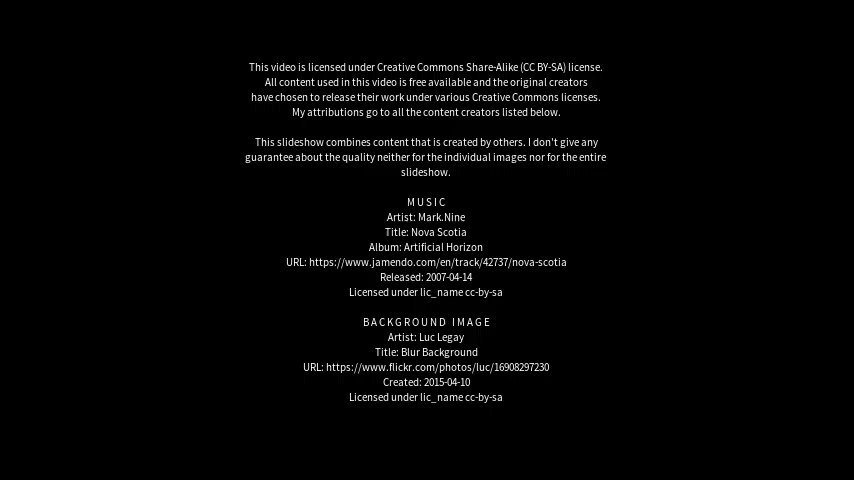 This video is licensed under Creative Commons Share-Alike (CC BY-SA) license.
All content used in this video is free available and the original creators
have chosen to release their work under various Creative Commons licenses.
My attributions go to all the content creators listed below.
This slideshow combines content that is created by others. I don't give any
guarantee about the quality neither for the individual images nor for the entire
slideshow.
MUSIC
Artist: Mark.Nine
Title: Nova Scotia
Album: Artificial Horizon
URL: https://www.jamendo.com/en/track/42737/nova-scotia
Released: 2007-04-14
Licensed under lic_name cc-by-sa
BACKGROUND IMAGE
Artist: Luc Legay
Title: Blur Background
URL: https://www.flickr.com/photos/luc/16908297230
Created: 2015-04-10
Licensed under lic_name cc-by-sa